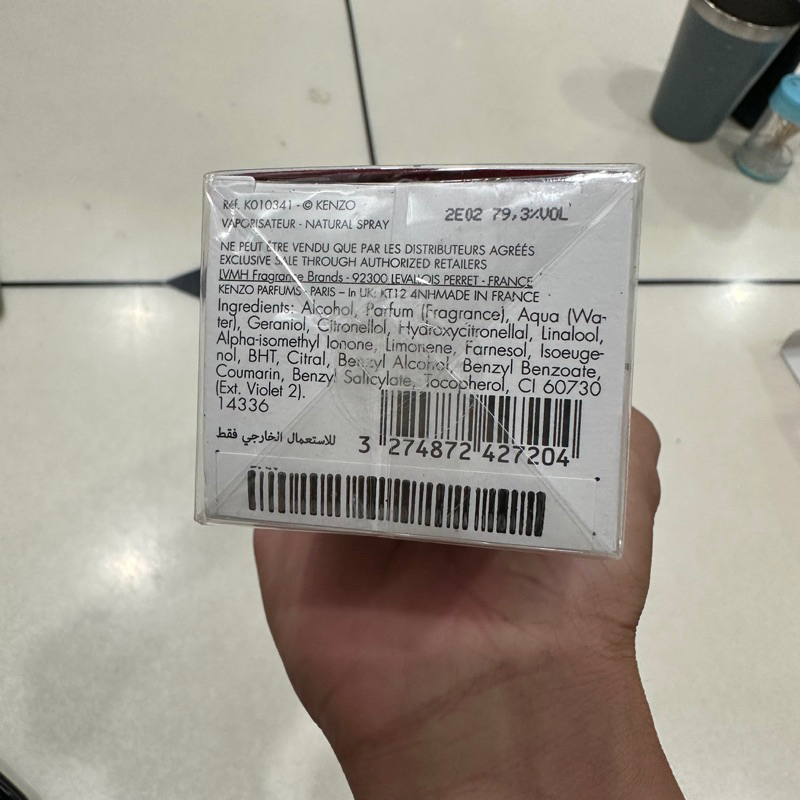 Réf. K010341 - © KENZO
VAPORISATEUR - NATURAL SPRAY
2E02 79,3%VOL
NE PEUT ÊTRE VENDU QUE PAR LES DISTRIBUTEURS AGRÉÉS
EXCLUSIVE SALE THROUGH AUTHORIZED RETAILERS
LVMH Fragrance Brands - 92300 LEVALLOIS PERRET - FRANCE
KENZO PARFUMS - PARIS – In UK: KT12 4NHMADE IN FRANCE
Ingredients: Alcohol, Parfum (Fragrance), Aqua (Wa-
ter), Geraniol, Citronellol, Hydroxycitronellal, Linalool,
Alpha-isomethyl Ionone, Limonene, Farnesol, Isoeuge-
nol, BHT, Citral, Benzyl Alcohol, Benzyl Benzoate,
Coumarin, Benzyl Salicylate, Tocopherol, CI 60730
(Ext. Violet 2).
14336
للاستعمال الخارجي فقط
3 274872 427204